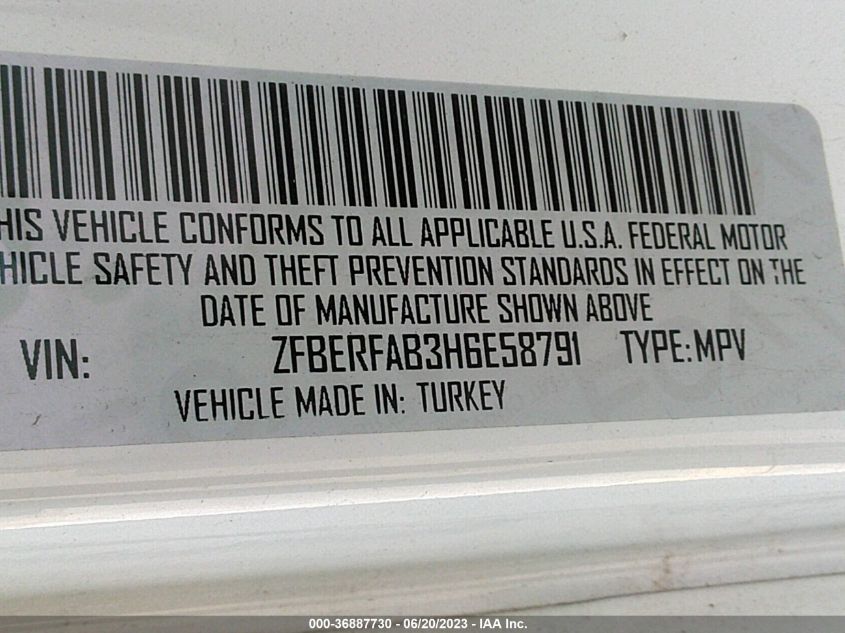 HIS VEHICLE CONFORMS TO ALL APPLICABLE U.S.A. FEDERAL MOTOR
HICLE SAFETY AND THEFT PREVENTION STANDARDS IN EFFECT ON THE
DATE OF MANUFACTURE SHOWN ABOVE
VIN: ZFBERFAB3H6E58791 TYPE: MPV
VEHICLE MADE IN: TURKEY
000-36887730 - 06/20/2023 - IAA Inc.